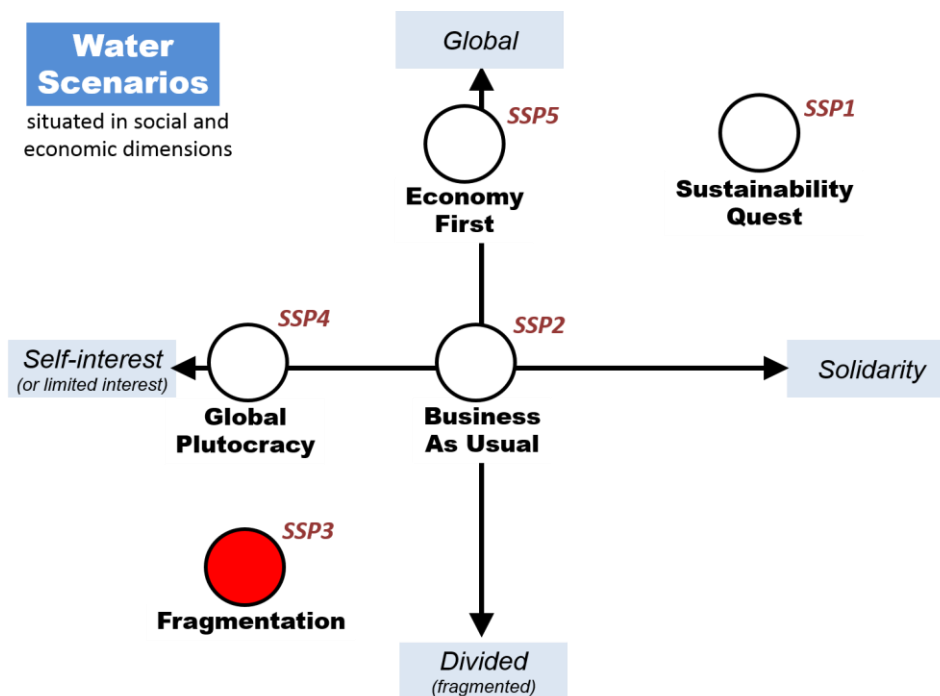 Water
Scenarios
situated in social and
economic dimensions
Global
SSP5
Economy
First
SSP1
Sustainability
Quest
SSP4
Global
Plutocracy
SSP2
Business
As Usual
Self-interest
(or limited interest)
Solidarity
SSP3
Fragmentation
Divided
(fragmented)